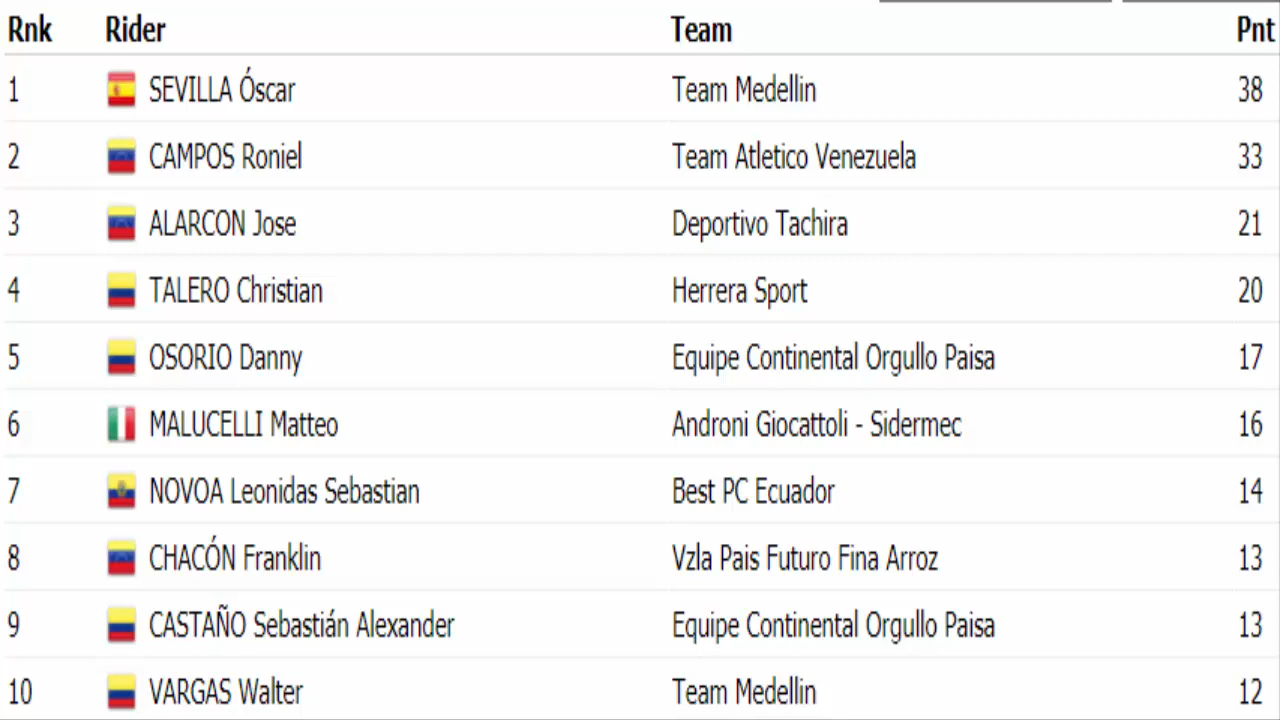 Rnk Rider Team Pnt
1 SEVILLA Óscar Team Medellin 38
2 CAMPOS Roniel Team Atletico Venezuela 33
3 ALARCON Jose Deportivo Tachira 21
4 TALERO Christian Herrera Sport 20
5 OSORIO Danny Equipe Continental Orgullo Paisa 17
6 MALUCELLI Matteo Androni Giocattoli - Sidermec 16
7 NOVOA Leonidas Sebastian Best PC Ecuador 14
8 CHACÓN Franklin Vzla Pais Futuro Fina Arroz 13
9 CASTAÑO Sebastián Alexander Equipe Continental Orgullo Paisa 13
10 VARGAS Walter Team Medellin 12